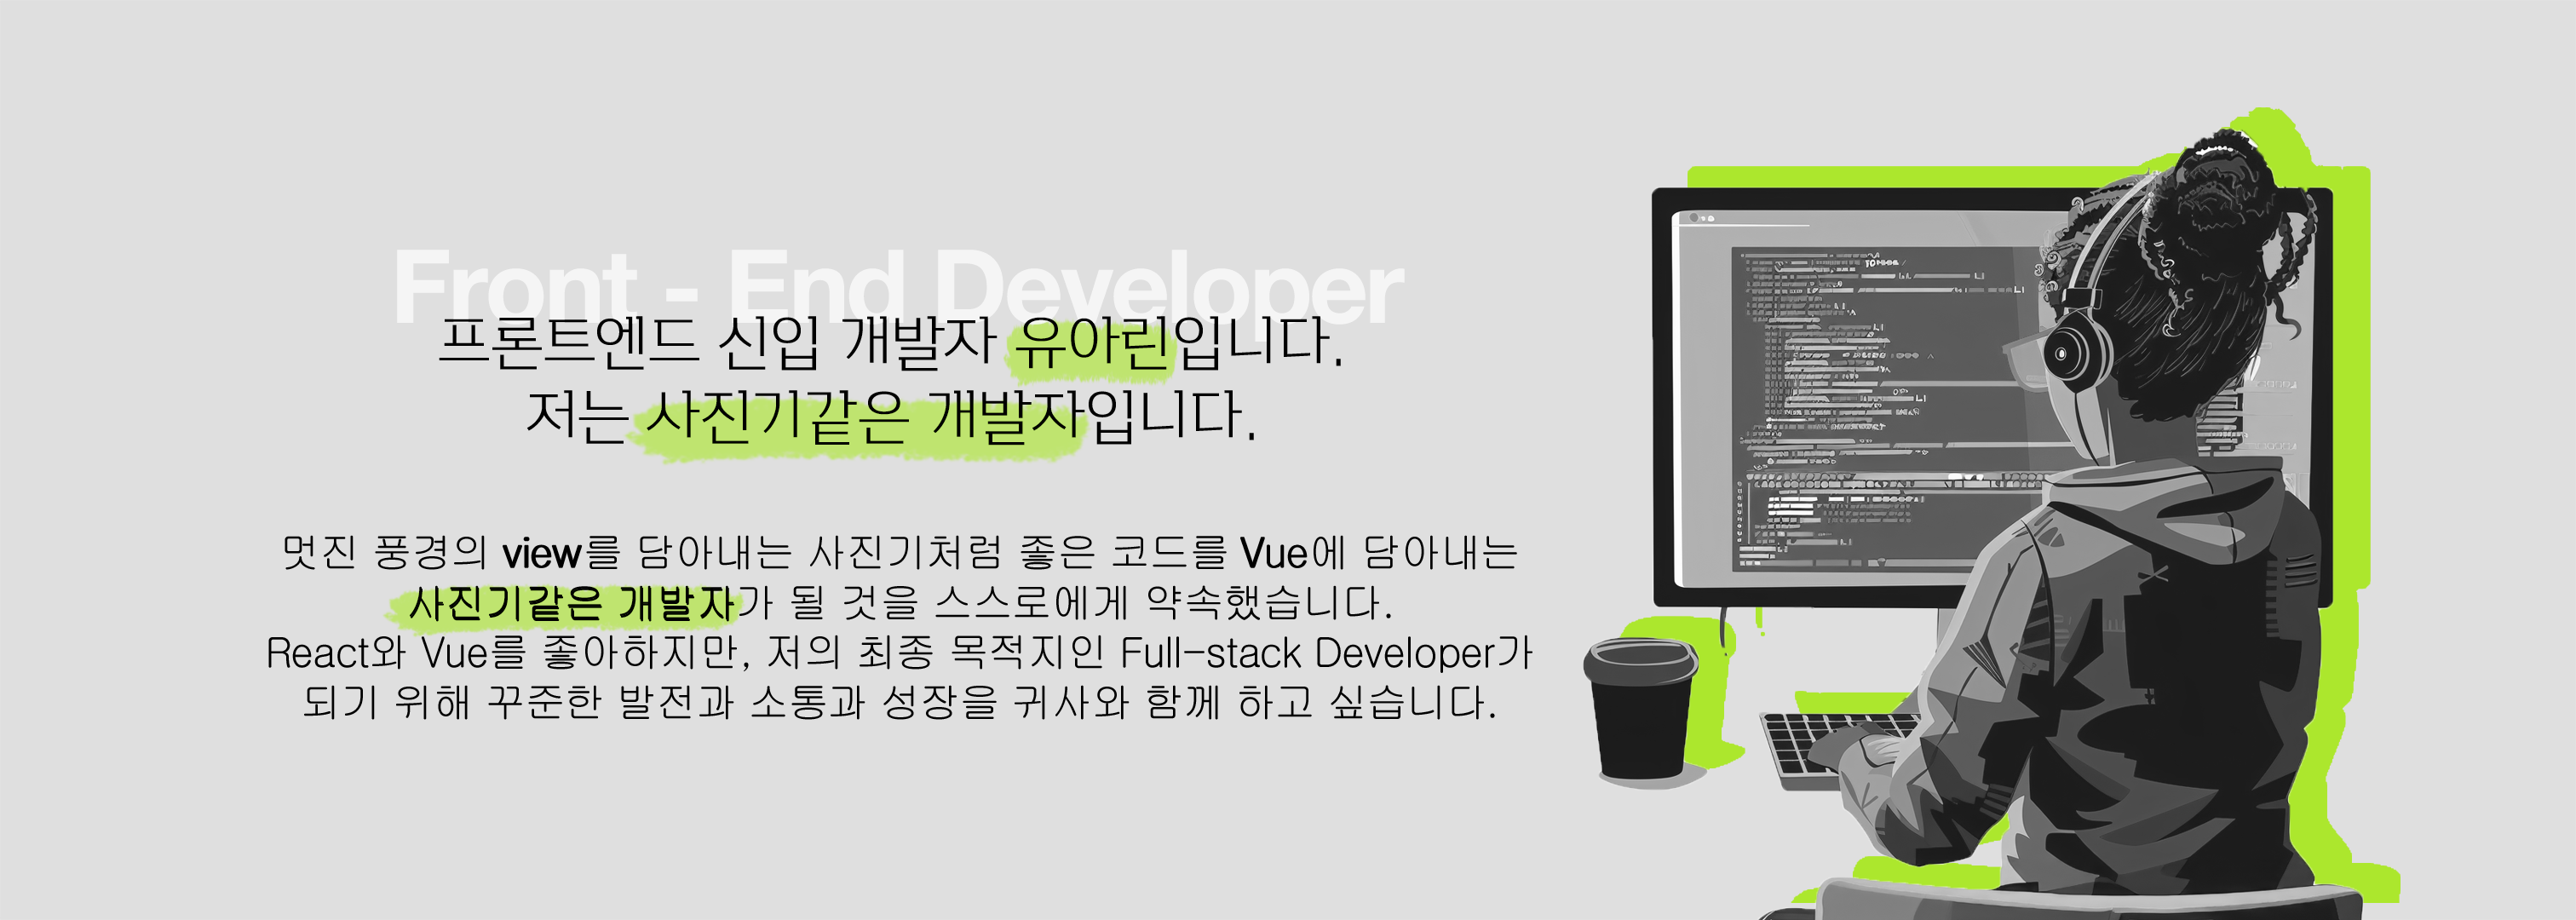 Front - End Developer
프론트엔드 신입 개발자 유아린입니다.
저는 사진기같은 개발자입니다.
멋진 풍경의 view를 담아내는 사진기처럼 좋은 코드를 Vue에 담아내는
사진기같은 개발자가 될 것을 스스로에게 약속했습니다.
React와 Vue를 좋아하지만, 저의 최종 목적지인 Full-stack Developer가
되기 위해 꾸준한 발전과 소통과 성장을 귀사와 함께 하고 싶습니다.